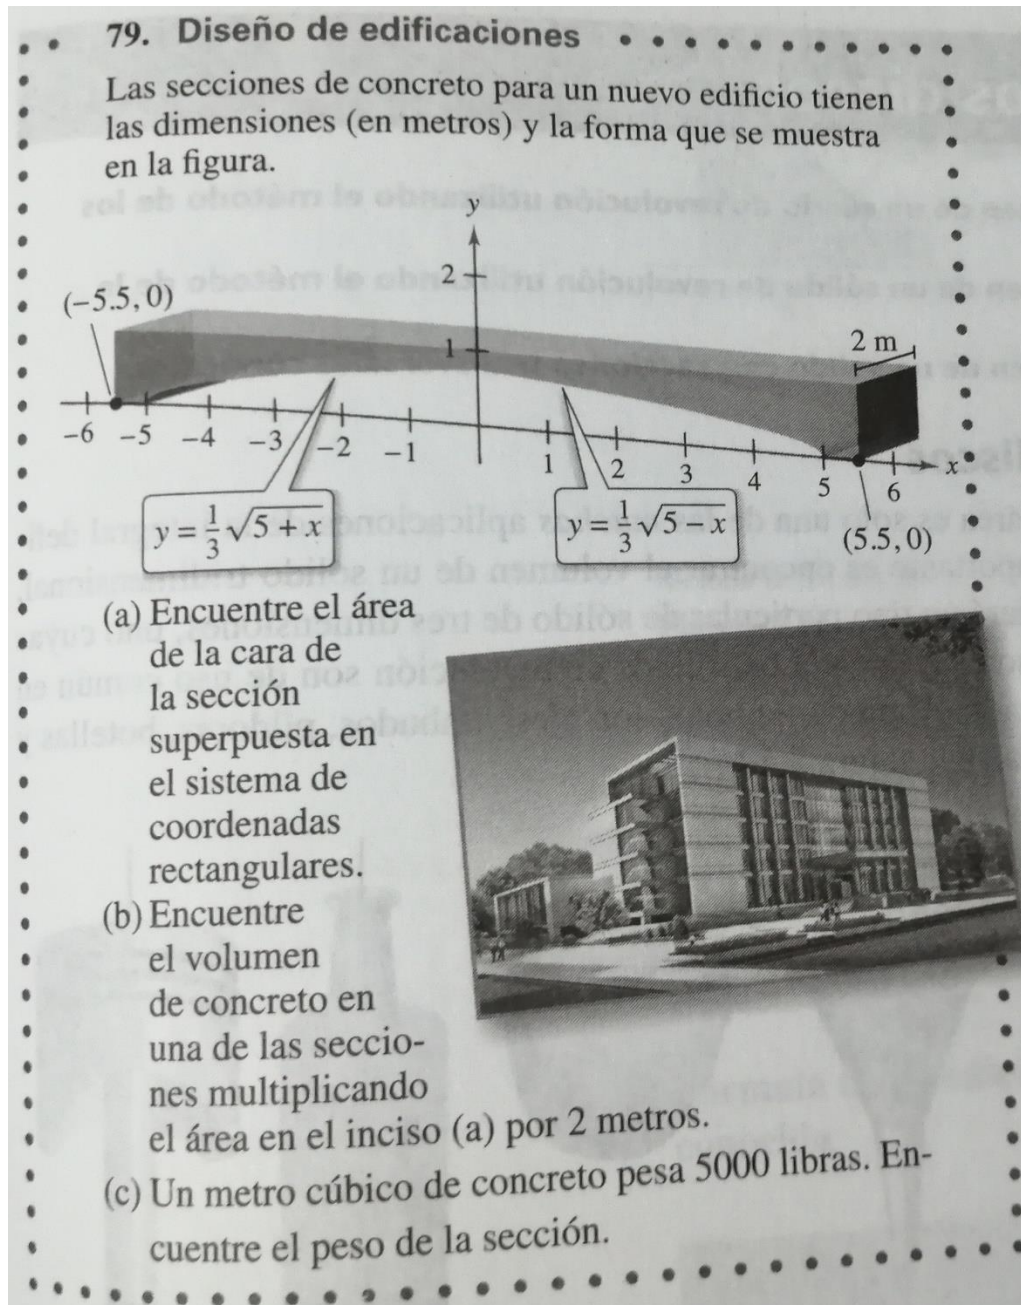 79. Diseño de edificaciones
Las secciones de concreto para un nuevo edificio tienen
las dimensiones (en metros) y la forma que se muestra
en la figura.
y
2
(−5.5, 0)
1
2 m
−6 −5 −4 −3 −2 −1 1 2 3 4 5 6 x
y = 1/3 √(5 + x)
y = 1/3 √(5 − x)
(5.5, 0)
(a) Encuentre el área
de la cara de
la sección
superpuesta en
el sistema de
coordenadas
rectangulares.
(b) Encuentre
el volumen
de concreto en
una de las seccio-
nes multiplicando
el área en el inciso (a) por 2 metros.
(c) Un metro cúbico de concreto pesa 5000 libras. En-
cuentre el peso de la sección.